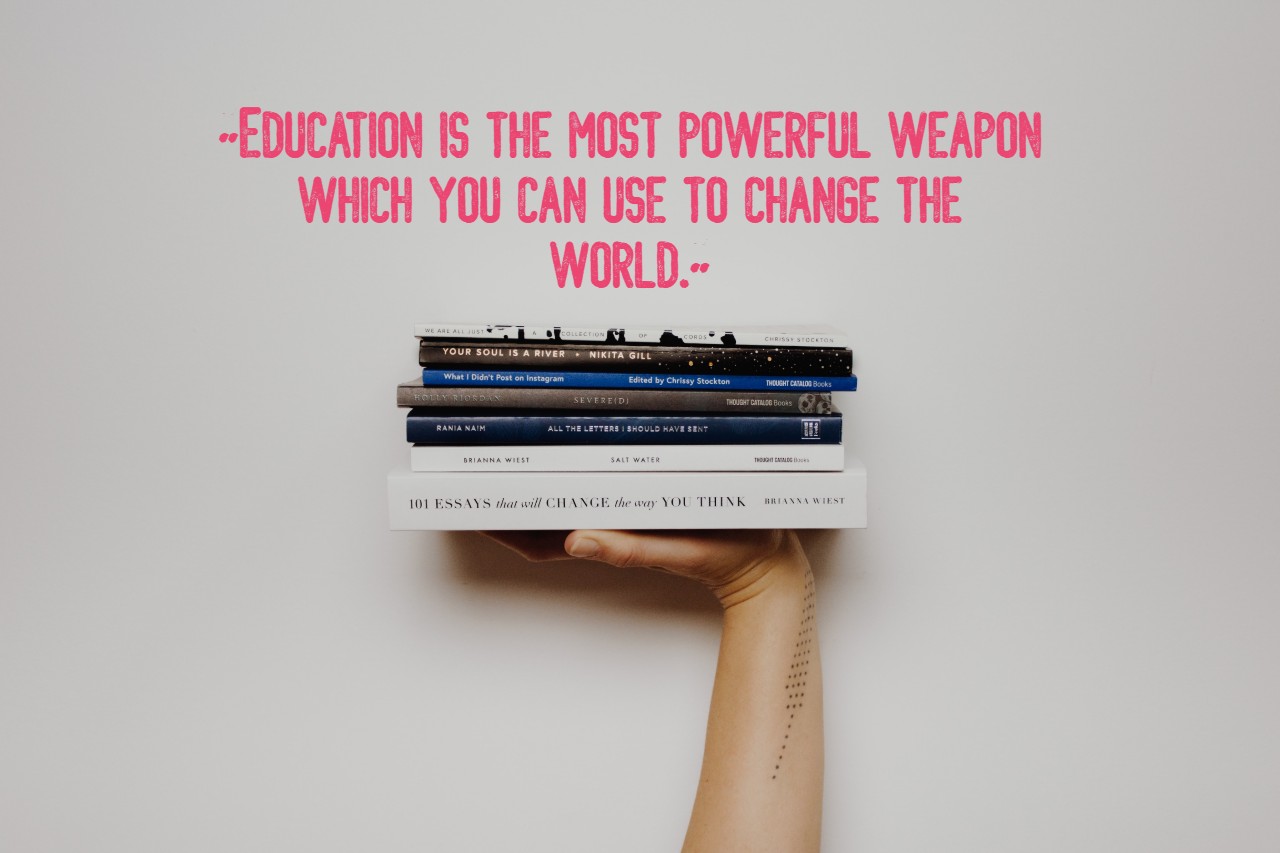 “Education is the most powerful weapon
which you can use to change the
world.”
WE ARE ALL JUST A COLLECTION OF CORDS CHRISSY STOCKTON
YOUR SOUL IS A RIVER • NIKITA GILL
What I Didn't Post on Instagram Edited by Chrissy Stockton THOUGHT CATALOG Books
HOLLY RIORDAN SEVERE(D) THOUGHT CATALOG Books
RANIA NAIM ALL THE LETTERS I SHOULD HAVE SENT
BRIANNA WIEST SALT WATER THOUGHT CATALOG Books
101 ESSAYS that will CHANGE the way YOU THINK BRIANNA WIEST